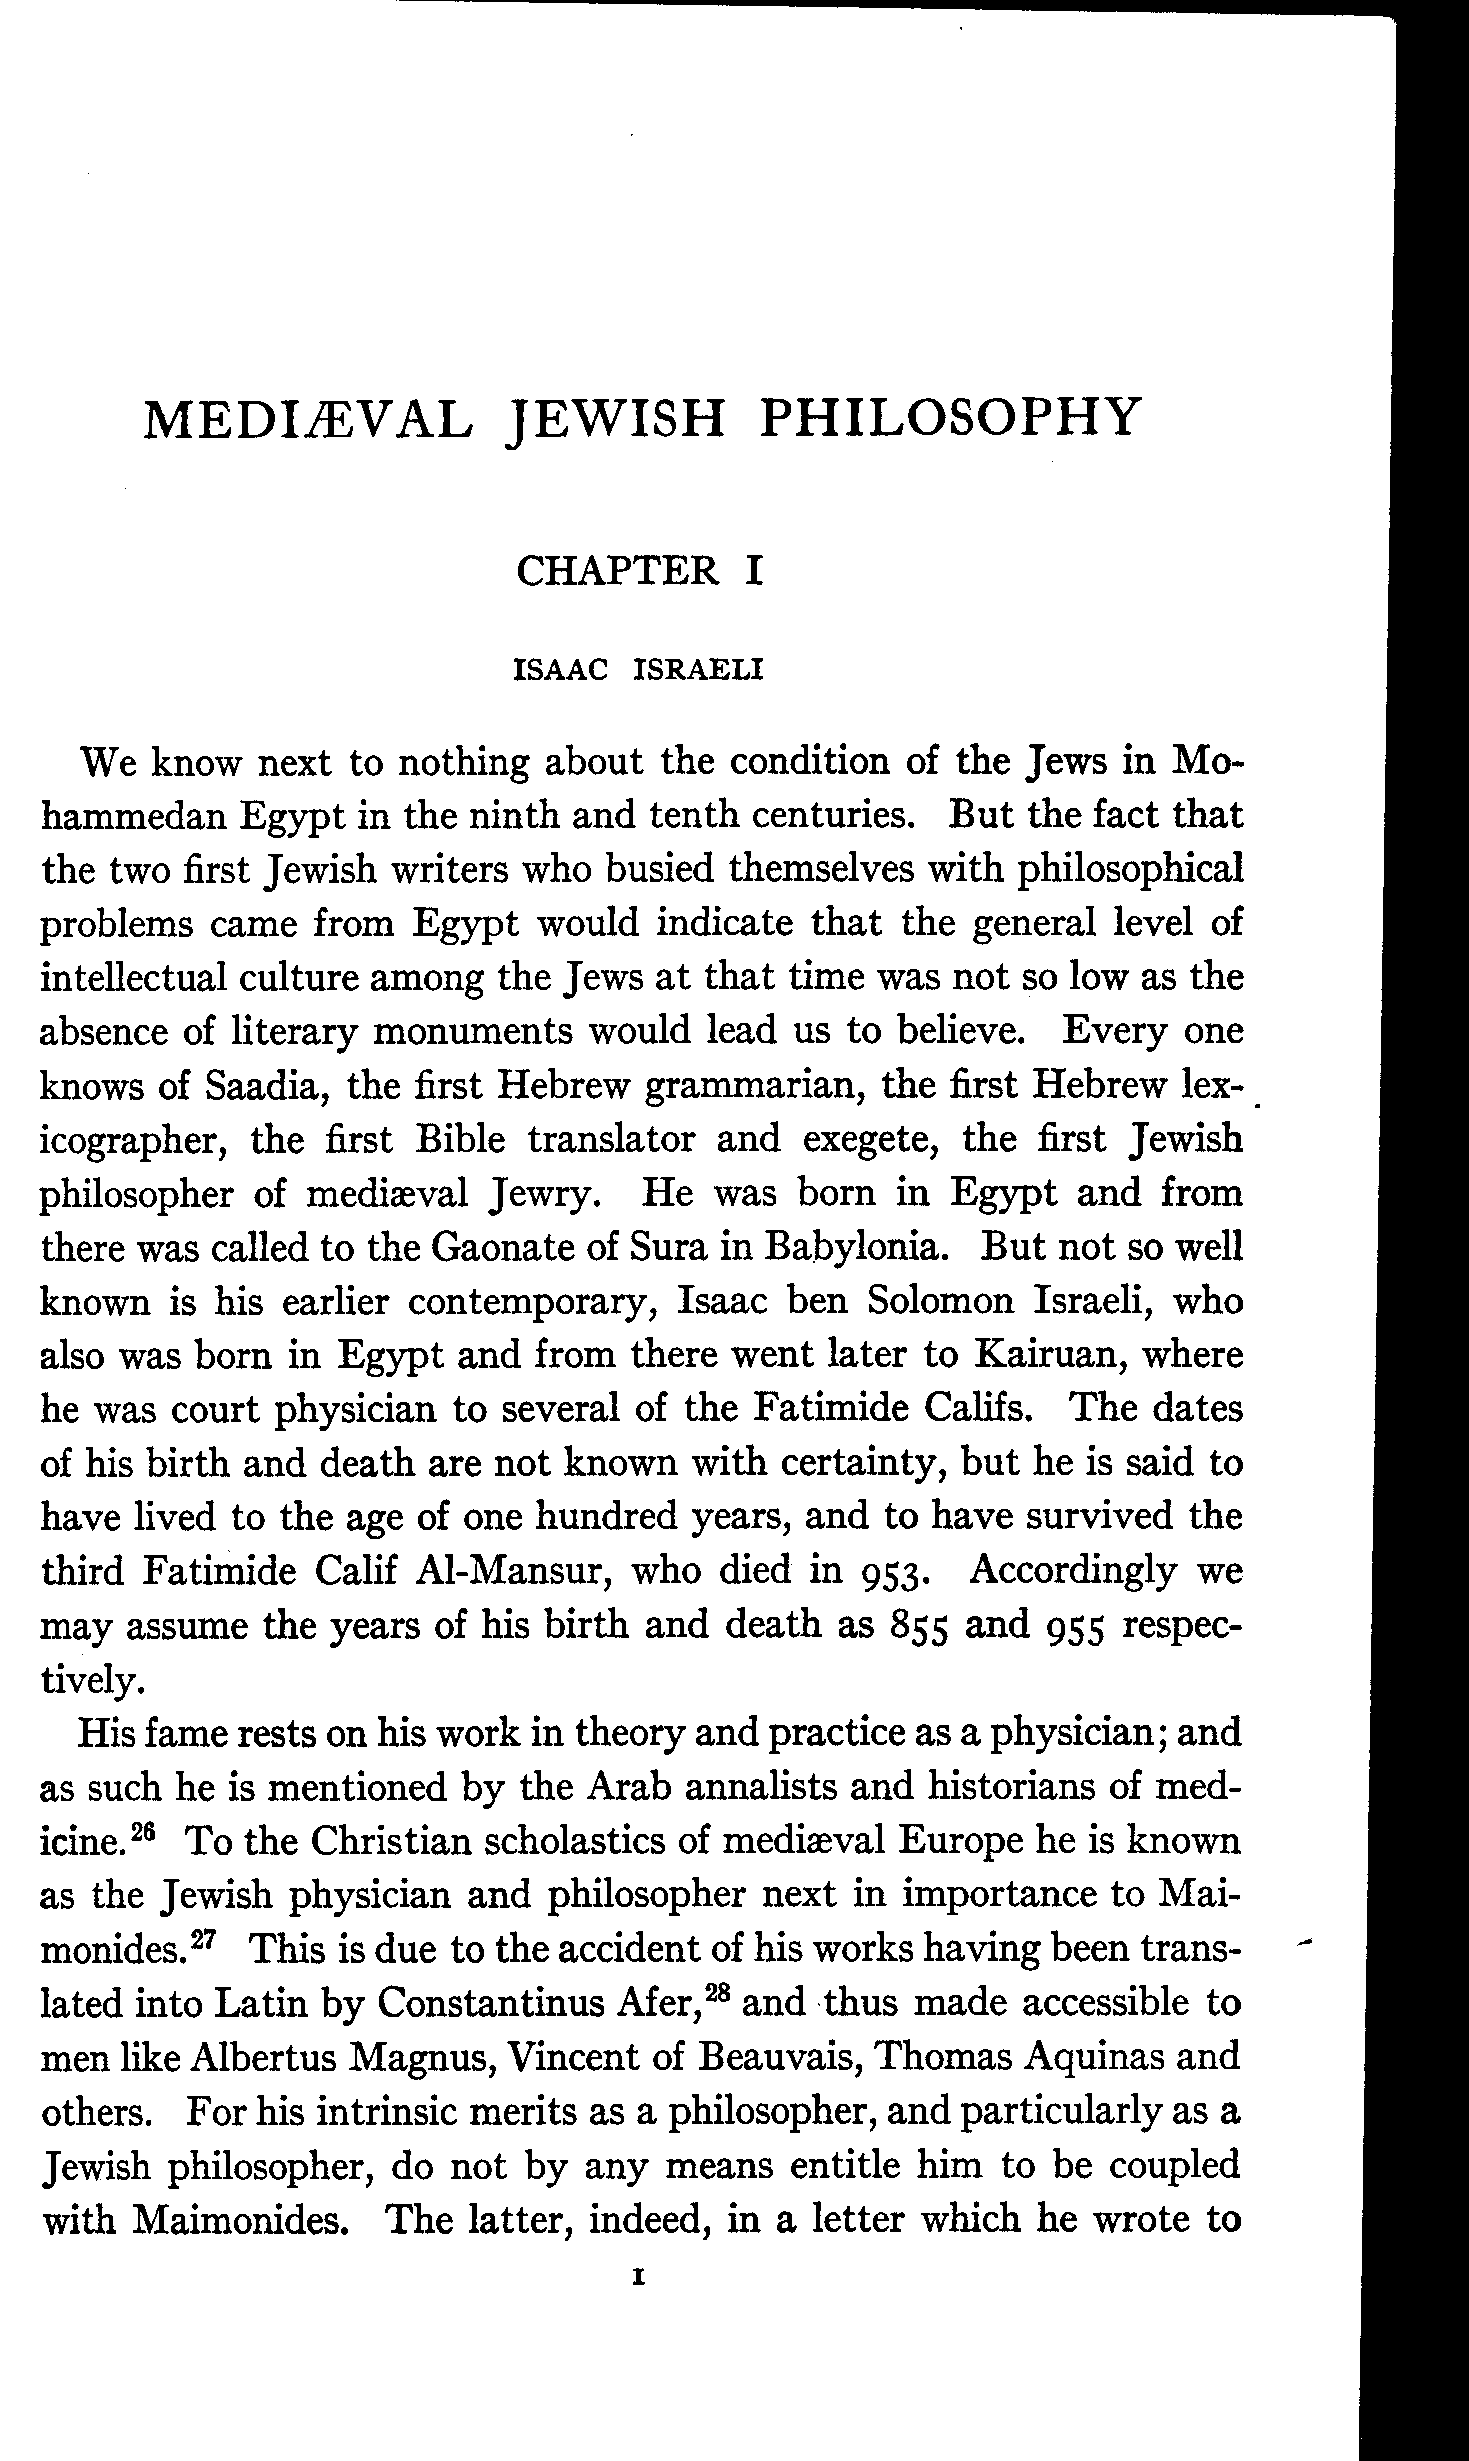 MEDIÆVAL JEWISH PHILOSOPHY
CHAPTER I
ISAAC ISRAELI
We know next to nothing about the condition of the Jews in Mo-
hammedan Egypt in the ninth and tenth centuries. But the fact that
the two first Jewish writers who busied themselves with philosophical
problems came from Egypt would indicate that the general level of
intellectual culture among the Jews at that time was not so low as the
absence of literary monuments would lead us to believe. Every one
knows of Saadia, the first Hebrew grammarian, the first Hebrew lex-
icographer, the first Bible translator and exegete, the first Jewish
philosopher of mediæval Jewry. He was born in Egypt and from
there was called to the Gaonate of Sura in Babylonia. But not so well
known is his earlier contemporary, Isaac ben Solomon Israeli, who
also was born in Egypt and from there went later to Kairuan, where
he was court physician to several of the Fatimide Califs. The dates
of his birth and death are not known with certainty, but he is said to
have lived to the age of one hundred years, and to have survived the
third Fatimide Calif Al-Mansur, who died in 953. Accordingly we
may assume the years of his birth and death as 855 and 955 respec-
tively.
His fame rests on his work in theory and practice as a physician; and
as such he is mentioned by the Arab annalists and historians of med-
icine.²⁶ To the Christian scholastics of mediæval Europe he is known
as the Jewish physician and philosopher next in importance to Mai-
monides.²⁷ This is due to the accident of his works having been trans-
lated into Latin by Constantinus Afer,²⁸ and thus made accessible to
men like Albertus Magnus, Vincent of Beauvais, Thomas Aquinas and
others. For his intrinsic merits as a philosopher, and particularly as a
Jewish philosopher, do not by any means entitle him to be coupled
with Maimonides. The latter, indeed, in a letter which he wrote to
1